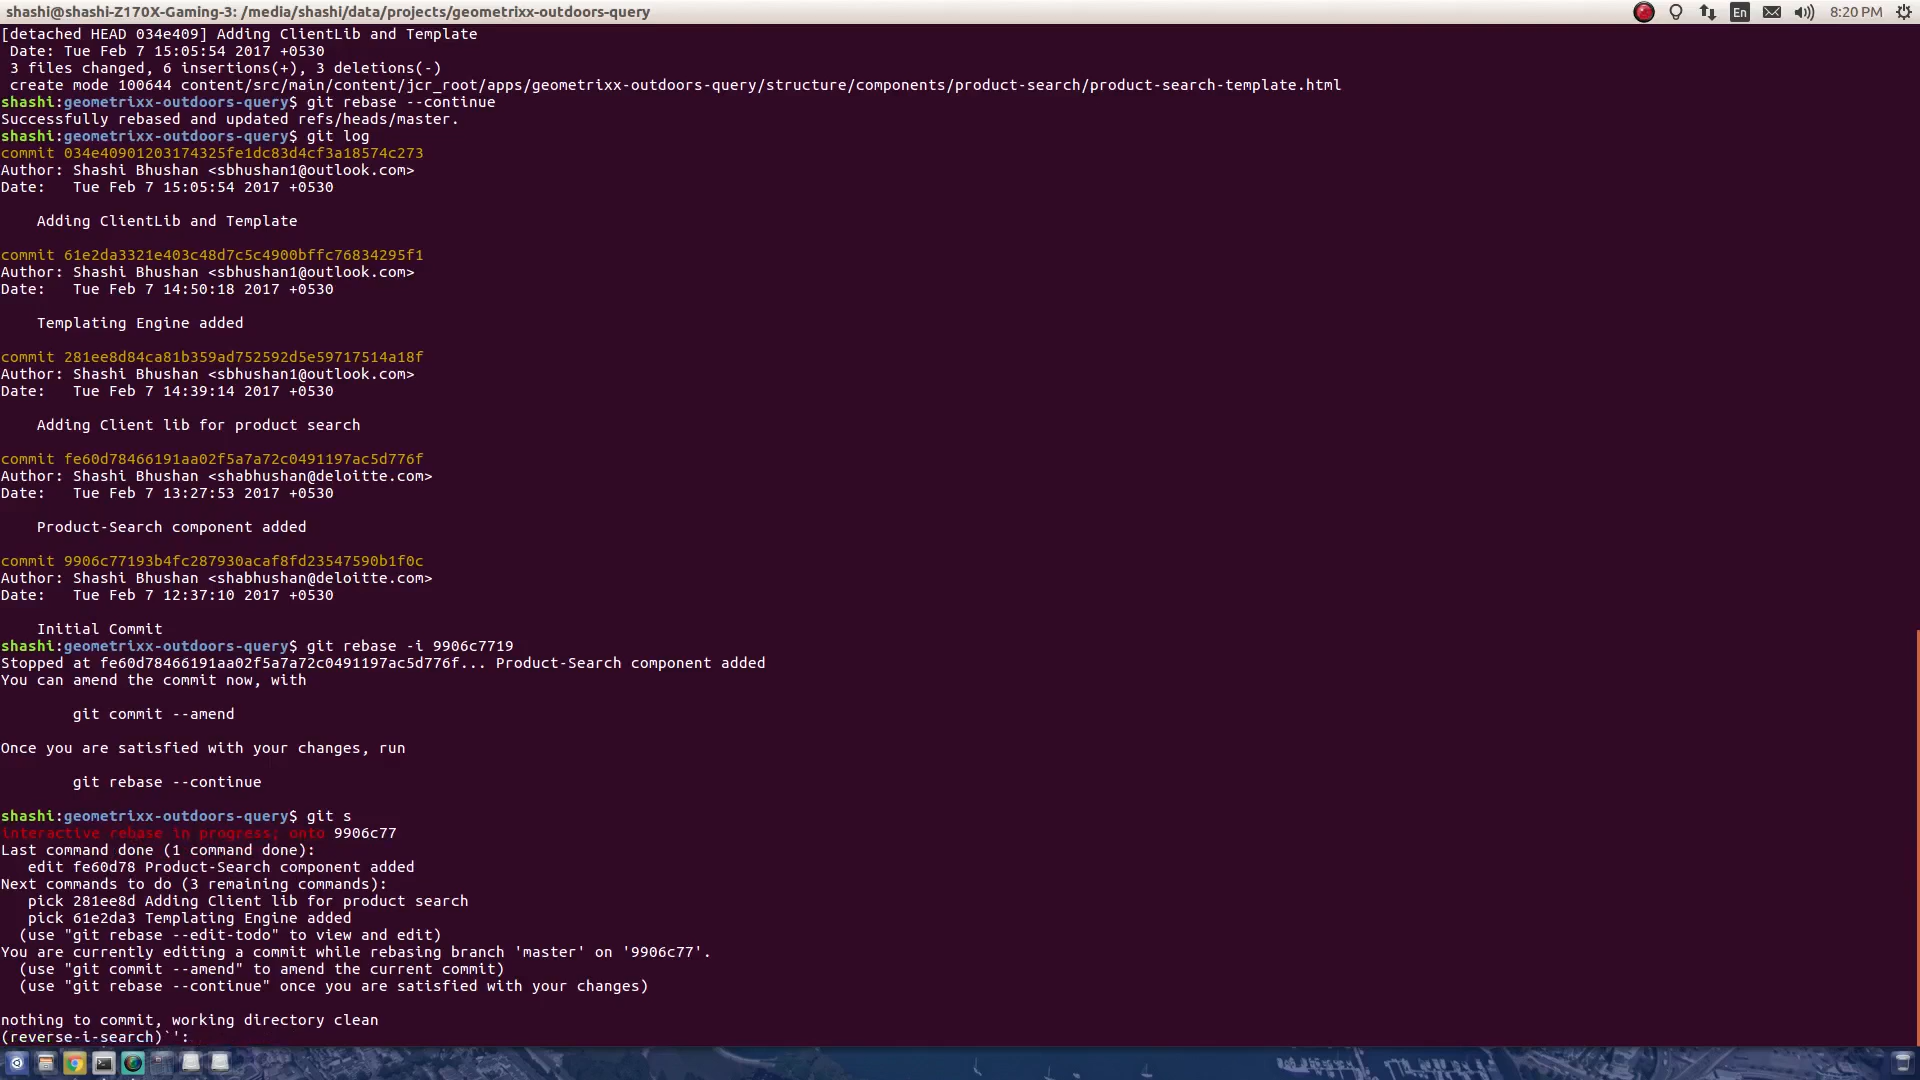 shashi@shashi-Z170X-Gaming-3: /media/shashi/data/projects/geometrixx-outdoors-query
En
8:20 PM
[detached HEAD 034e409] Adding ClientLib and Template
 Date: Tue Feb 7 15:05:54 2017 +0530
 3 files changed, 6 insertions(+), 3 deletions(-)
 create mode 100644 content/src/main/content/jcr_root/apps/geometrixx-outdoors-query/structure/components/product-search/product-search-template.html
shashi:geometrixx-outdoors-query$ git rebase --continue
Successfully rebased and updated refs/heads/master.
shashi:geometrixx-outdoors-query$ git log
commit 034e40901203174325fe1dc83d4cf3a18574c273
Author: Shashi Bhushan <sbhushan1@outlook.com>
Date:   Tue Feb 7 15:05:54 2017 +0530
    Adding ClientLib and Template
commit 61e2da3321e403c48d7c5c4900bffc76834295f1
Author: Shashi Bhushan <sbhushan1@outlook.com>
Date:   Tue Feb 7 14:50:18 2017 +0530
    Templating Engine added
commit 281ee8d84ca81b359ad752592d5e59717514a18f
Author: Shashi Bhushan <sbhushan1@outlook.com>
Date:   Tue Feb 7 14:39:14 2017 +0530
    Adding Client lib for product search
commit fe60d78466191aa02f5a7a72c0491197ac5d776f
Author: Shashi Bhushan <shabhushan@deloitte.com>
Date:   Tue Feb 7 13:27:53 2017 +0530
    Product-Search component added
commit 9906c77193b4fc287930acaf8fd23547590b1f0c
Author: Shashi Bhushan <shabhushan@deloitte.com>
Date:   Tue Feb 7 12:37:10 2017 +0530
    Initial Commit
shashi:geometrixx-outdoors-query$ git rebase -i 9906c7719
Stopped at fe60d78466191aa02f5a7a72c0491197ac5d776f... Product-Search component added
You can amend the commit now, with
        git commit --amend
Once you are satisfied with your changes, run
        git rebase --continue
shashi:geometrixx-outdoors-query$ git s
interactive rebase in progress; onto 9906c77
Last command done (1 command done):
   edit fe60d78 Product-Search component added
Next commands to do (3 remaining commands):
   pick 281ee8d Adding Client lib for product search
   pick 61e2da3 Templating Engine added
  (use "git rebase --edit-todo" to view and edit)
You are currently editing a commit while rebasing branch 'master' on '9906c77'.
  (use "git commit --amend" to amend the current commit)
  (use "git rebase --continue" once you are satisfied with your changes)
nothing to commit, working directory clean
(reverse-i-search)`':